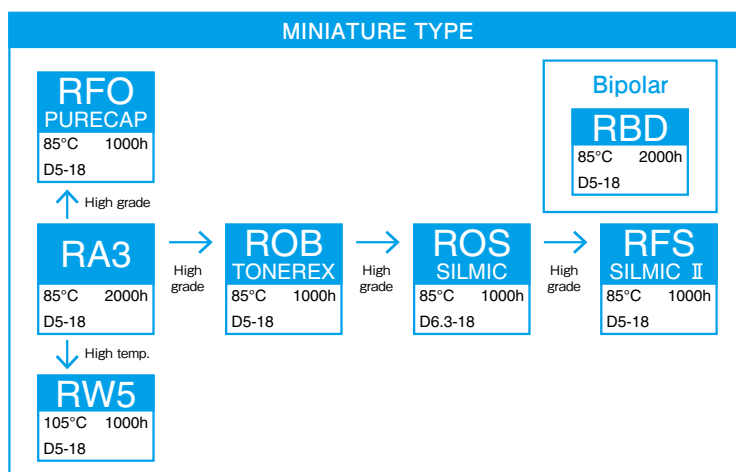 MINIATURE TYPE
RFO
PURECAP
85°C 1000h
D5-18
Bipolar
RBD
85°C 2000h
D5-18
High grade
RA3
85°C 2000h
D5-18
High
grade
ROB
TONEREX
85°C 1000h
D5-18
High
grade
ROS
SILMIC
85°C 1000h
D6.3-18
High
grade
RFS
SILMIC Ⅱ
85°C 1000h
D5-18
High temp.
RW5
105°C 1000h
D5-18